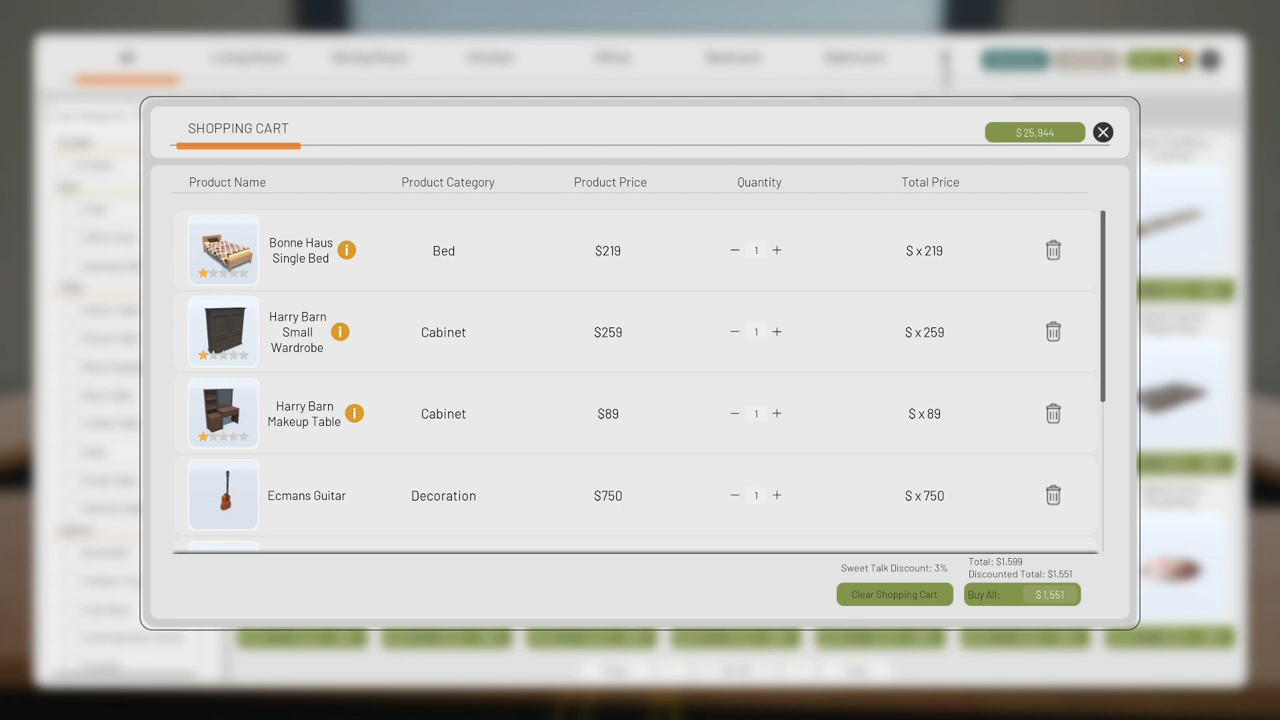 SHOPPING CART
$ 25,944
Product Name Product Category Product Price Quantity Total Price
Bonne Haus
Single Bed
i
Bed
$219
1
$ x 219
Harry Barn
Small
Wardrobe
i
Cabinet
$259
1
$ x 259
Harry Barn
Makeup Table
i
Cabinet
$89
1
$ x 89
Ecmans Guitar
Decoration
$750
1
$ x 750
Sweet Talk Discount: 3%
Total: $1,599
Discounted Total: $1,551
Clear Shopping Cart
Buy All: $ 1,551